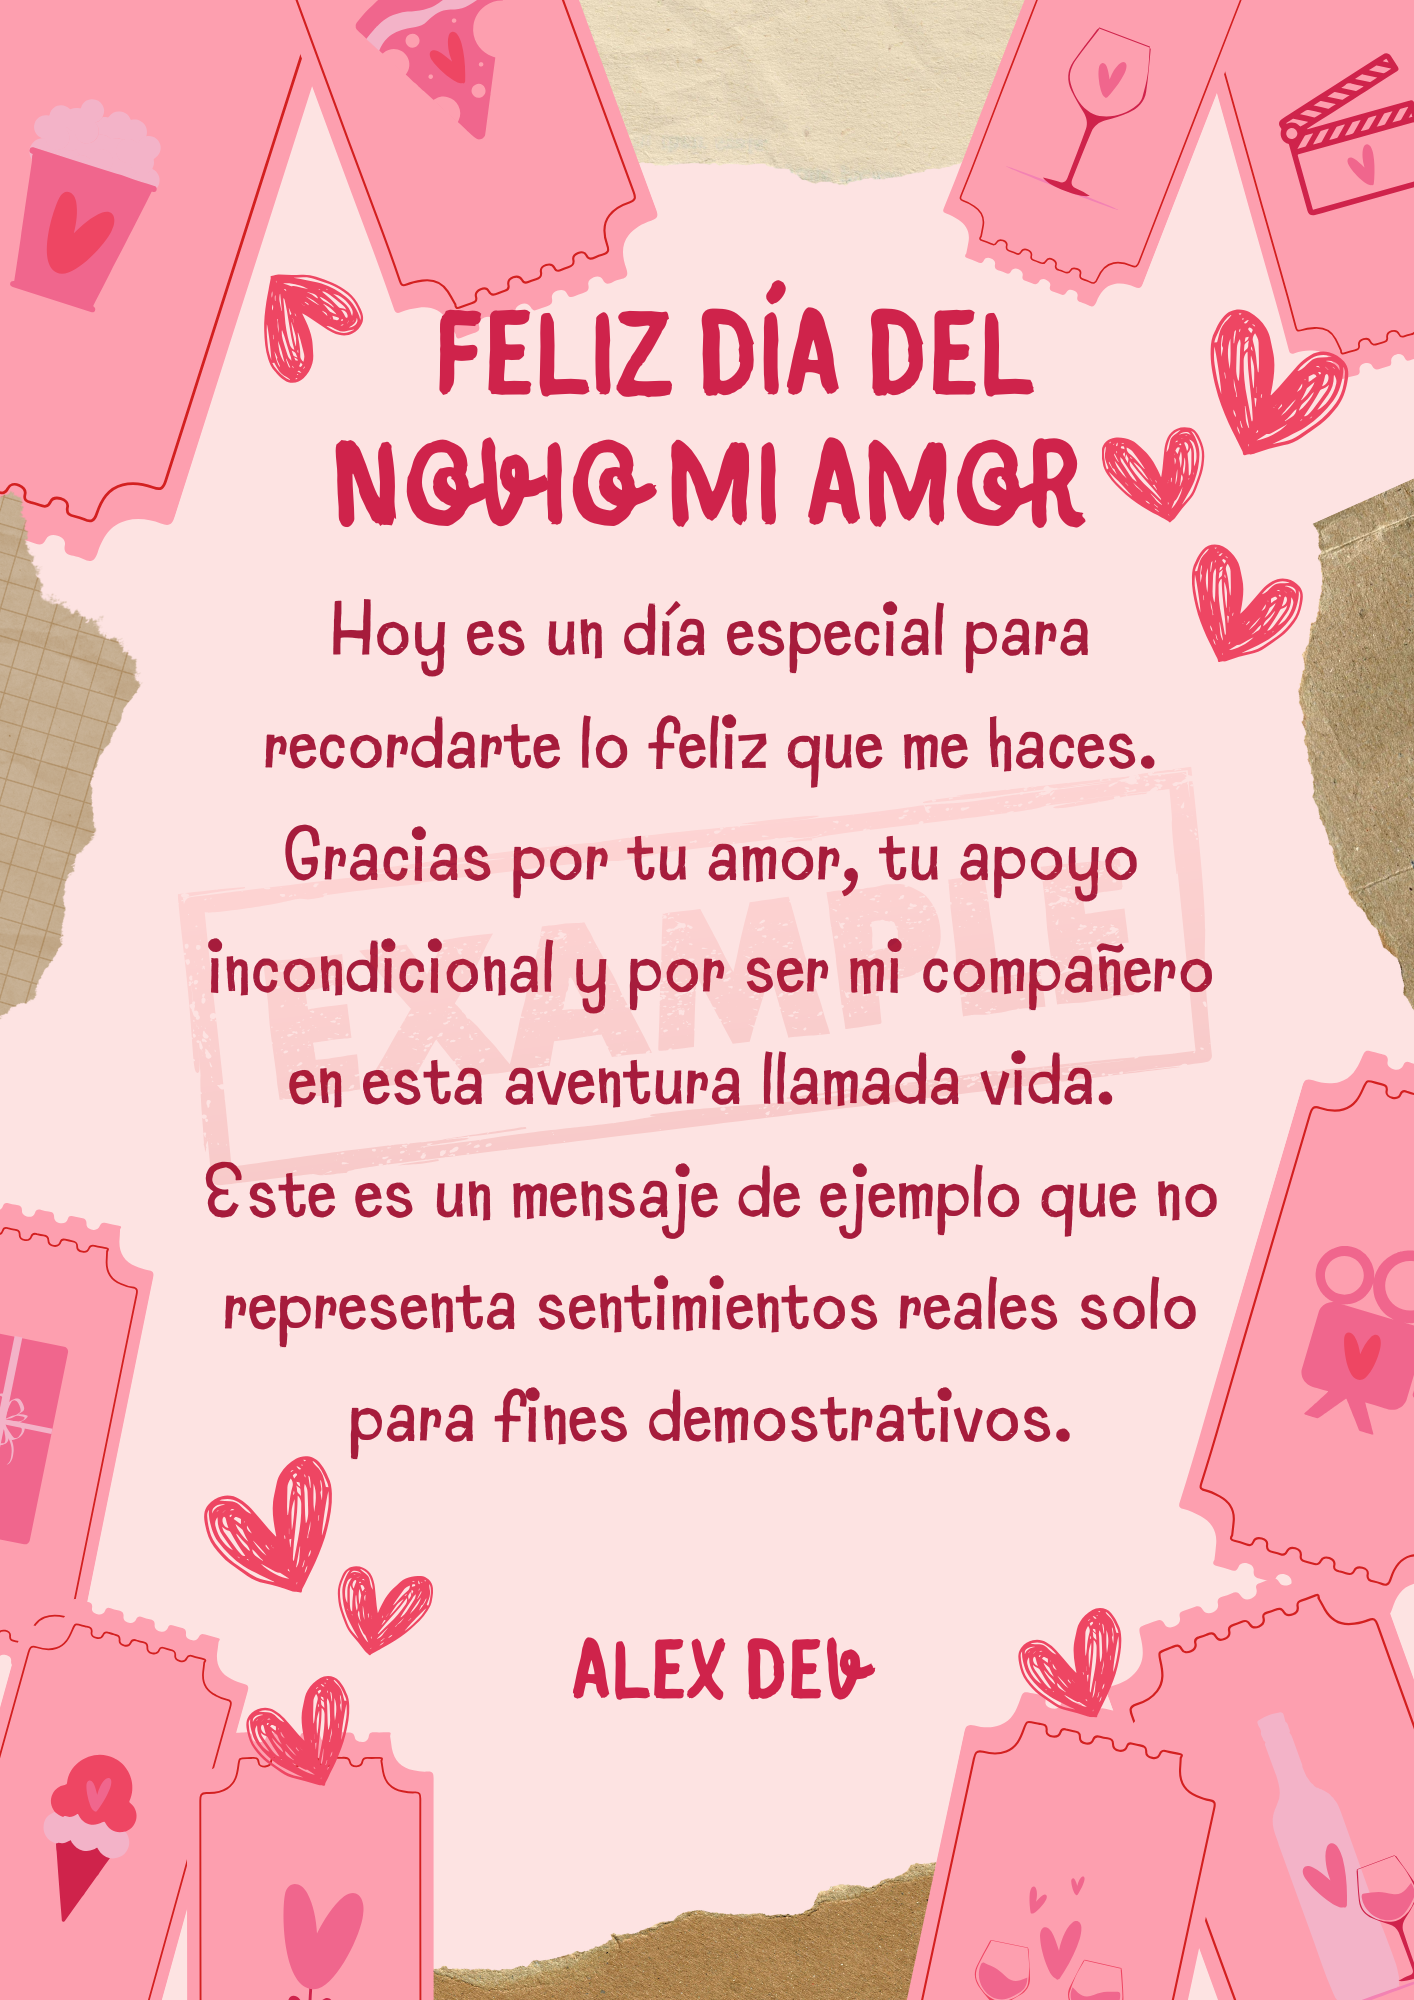 FELIZ DÍA DEL
NOVIO MI AMOR
Hoy es un día especial para
recordarte lo feliz que me haces.
Gracias por tu amor, tu apoyo
EXAMPLE
incondicional y por ser mi compañero
en esta aventura llamada vida.
Este es un mensaje de ejemplo que no
representa sentimientos reales solo
para fines demostrativos.
ALEX DEV